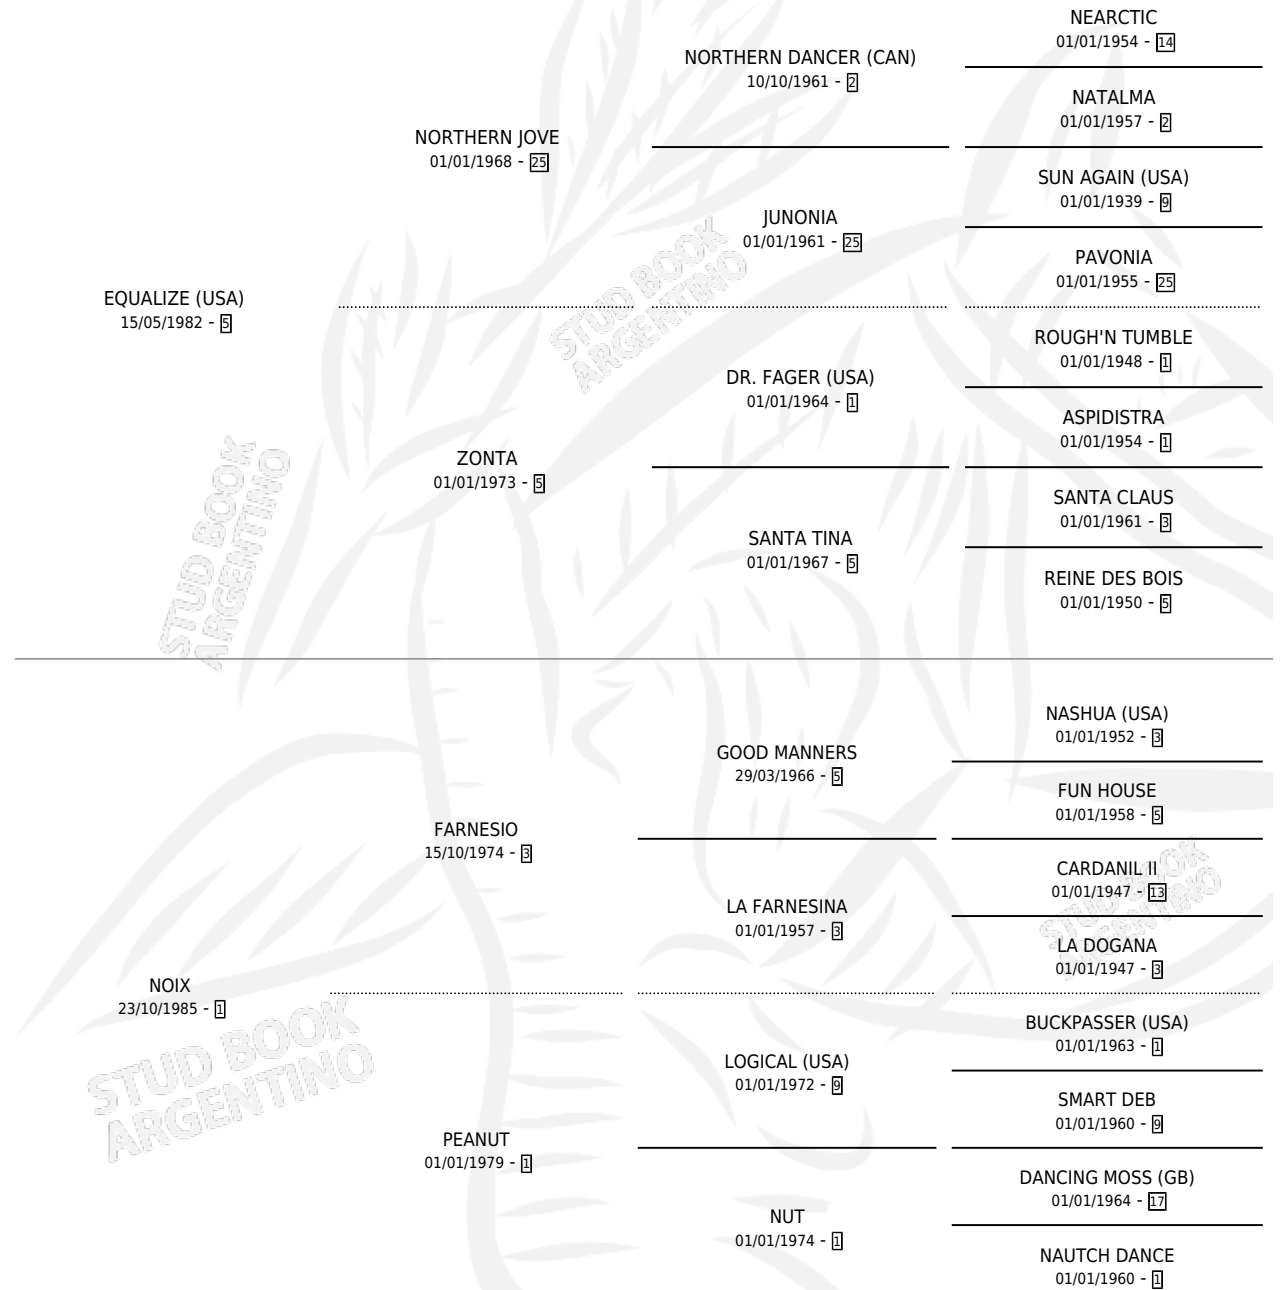 NEARCTIC
01/01/1954 - 14
NORTHERN DANCER (CAN)
10/10/1961 - 2
NATALMA
01/01/1957 - 2
NORTHERN JOVE
01/01/1968 - 25
SUN AGAIN (USA)
01/01/1939 - 9
JUNONIA
01/01/1961 - 25
PAVONIA
01/01/1955 - 25
EQUALIZE (USA)
15/05/1982 - 5
STUD BOOK
ARGENTINO
ROUGH'N TUMBLE
01/01/1948 - 1
DR. FAGER (USA)
01/01/1964 - 1
ASPIDISTRA
01/01/1954 - 1
ZONTA
01/01/1973 - 5
SANTA CLAUS
01/01/1961 - 3
SANTA TINA
01/01/1967 - 5
REINE DES BOIS
01/01/1950 - 5
STUD BOOK
ARGENTINO
NASHUA (USA)
01/01/1952 - 3
GOOD MANNERS
29/03/1966 - 5
FUN HOUSE
01/01/1958 - 5
FARNESIO
15/10/1974 - 3
CARDANIL II
01/01/1947 - 13
LA FARNESINA
01/01/1957 - 3
LA DOGANA
01/01/1947 - 3
STUD BOOK
ARGENTINO
NOIX
23/10/1985 - 1
STUD BOOK
ARGENTINO
BUCKPASSER (USA)
01/01/1963 - 1
LOGICAL (USA)
01/01/1972 - 9
SMART DEB
01/01/1960 - 9
PEANUT
01/01/1979 - 1
DANCING MOSS (GB)
01/01/1964 - 17
NUT
01/01/1974 - 1
NAUTCH DANCE
01/01/1960 - 1